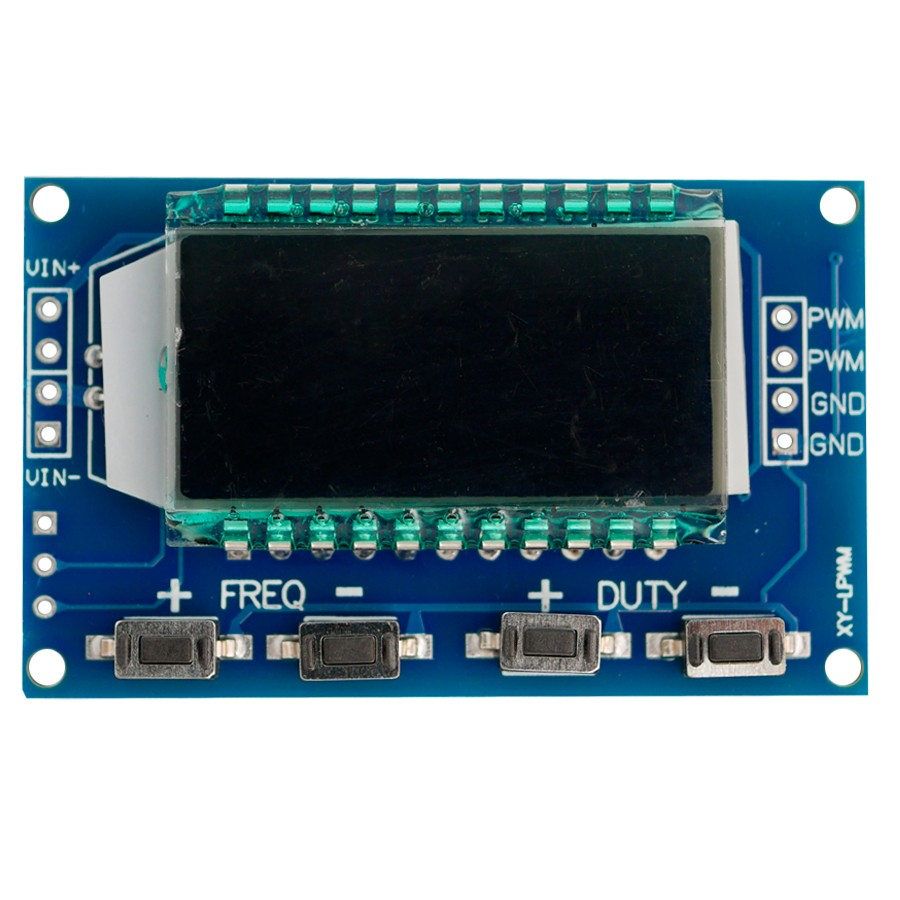 VIN+
PWM
PWM
GND
GND
VIN-
+ FREQ - + DUTY -
XY-LPWM